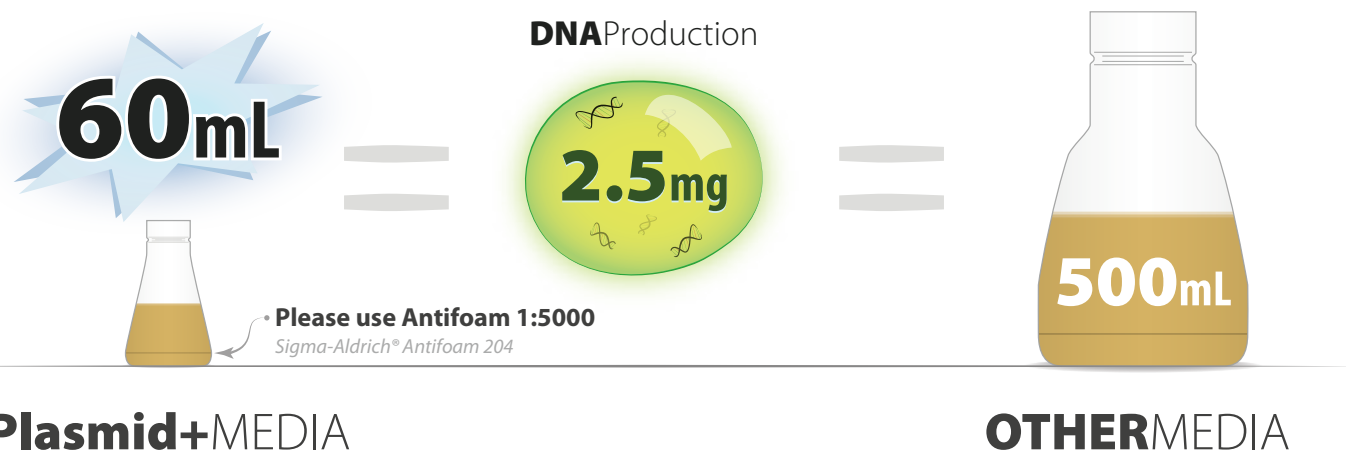 DNAProduction
60mL
2.5mg
500mL
Please use Antifoam 1:5000
Sigma-Aldrich® Antifoam 204
Plasmid+MEDIA
OTHERMEDIA